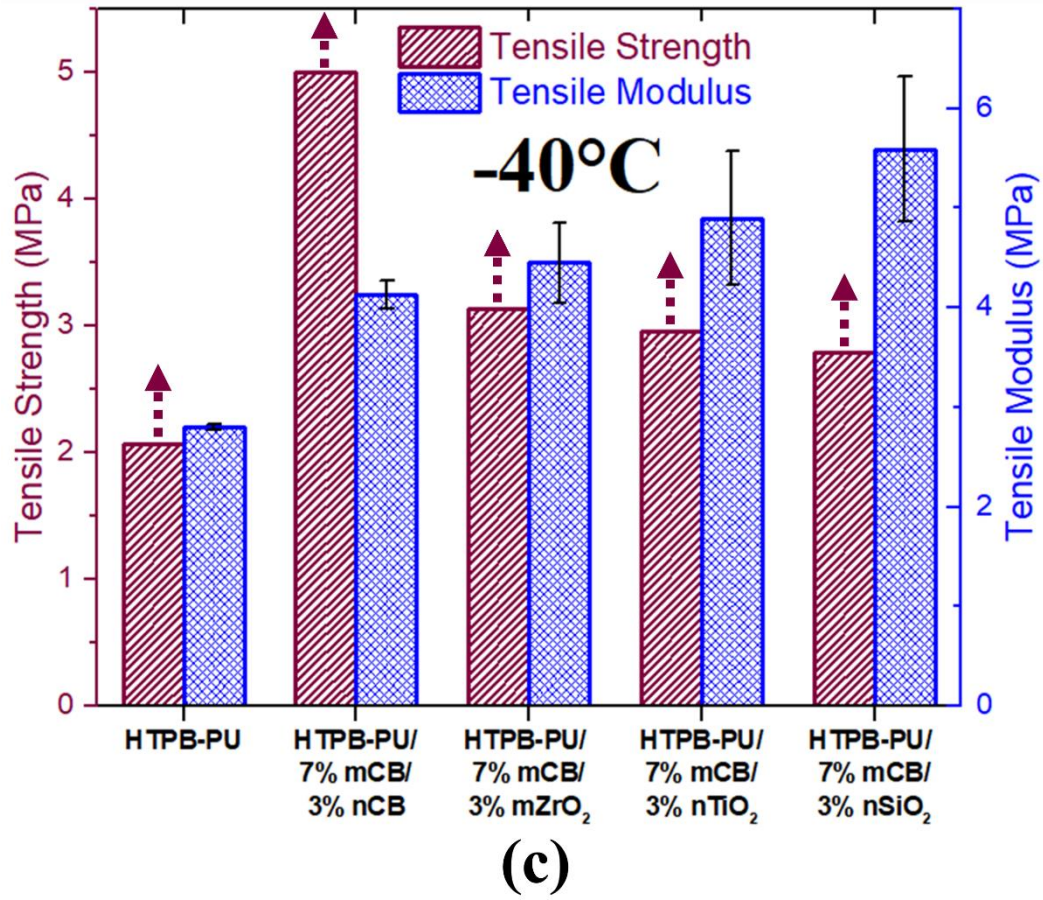 Tensile Strength
Tensile Modulus
-40°C
Tensile Strength (MPa)
5
4
3
2
1
0
Tensile Modulus (MPa)
6
4
2
0
HTPB-PU
HTPB-PU/
7% mCB/
3% nCB
HTPB-PU/
7% mCB/
3% mZrO₂
HTPB-PU/
7% mCB/
3% nTiO₂
HTPB-PU/
7% mCB/
3% nSiO₂
(c)